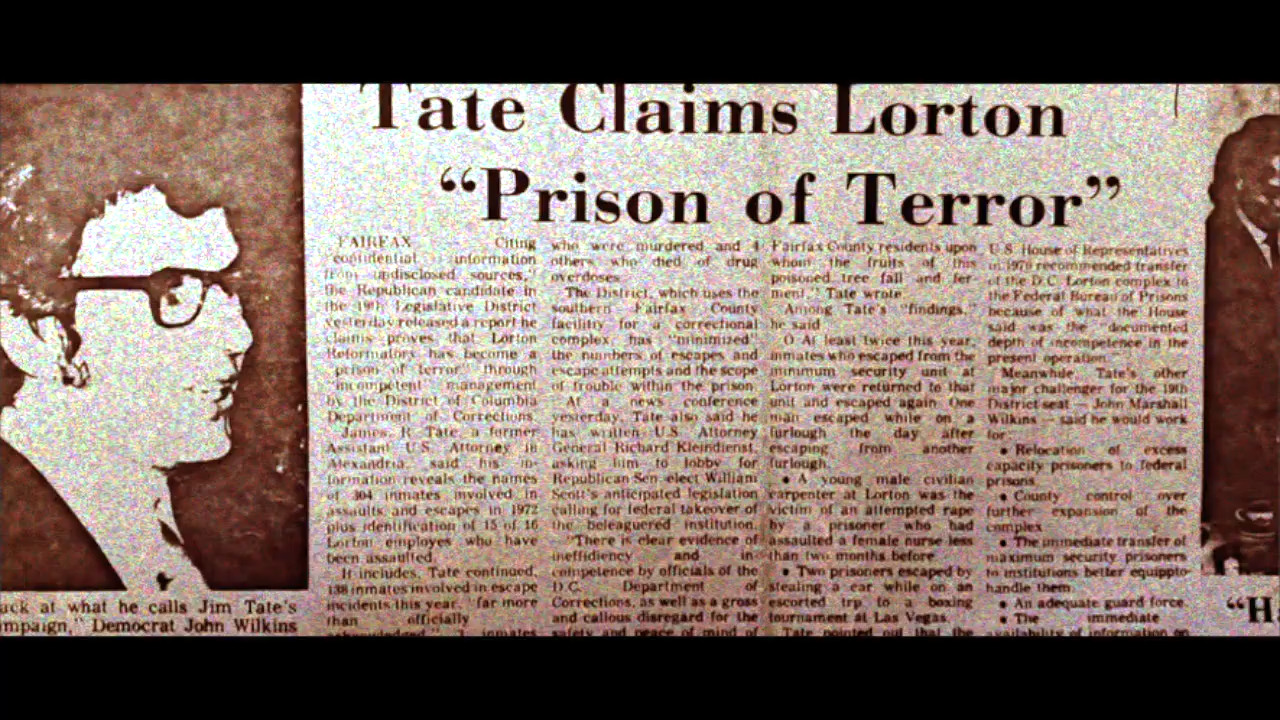 Tate Claims Lorton
“Prison of Terror”
FAIRFAX Citing
"confidential information
from undisclosed sources,"
the Republican candidate in
the 19th Legislative District
yesterday released a report he
claims proves that Lorton
Reformatory has become a
prison of terror" through
"incompetent" management
by the District of Columbia
Department of Corrections.
James R. Tate, a former
Assistant U.S. Attorney in
Alexandria, said his in-
formation reveals the names
of 304 inmates involved in
assaults and escapes in 1972
plus identification of 15 of 16
Lorton employes who have
been assaulted.
It includes, Tate continued,
138 inmates involved in escape
incidents this year, "far more
than officially
inmates
who were murdered and 4
others who died of drug
overdoses.
The District, which uses the
southern Fairfax County
facility for a correctional
complex, has "minimized"
the numbers of escapes and
escape attempts and the scope
of trouble within the prison.
At a news conference
yesterday, Tate also said he
has written U.S. Attorney
General Richard Kleindienst,
asking him to lobby for
Republican Sen. elect William
Scott's anticipated legislation
calling for federal takeover of
the beleaguered institution.
"There is clear evidence of
ineffidiency and in-
competence by officials of the
D.C. Department of
Corrections, as well as a gross
and callous disregard for the
safety and peace of mind of
Fairfax County residents upon
whom the fruits of this
poisoned tree fall and fer-
ment," Tate wrote.
Among Tate's "findings,"
he said
O At least twice this year,
inmates who escaped from the
minimum security unit at
Lorton were returned to that
unit and escaped again. One
man escaped while on a
furlough the day after
escaping from another
furlough.
• A young male civilian
carpenter at Lorton was the
victim of an attempted rape
by a prisoner who had
assaulted a female nurse less
than two months before.
• Two prisoners escaped by
stealing a car while on an
escorted trip to a boxing
tournament at Las Vegas.
Tate pointed out that the
U.S. House of Representatives
in 1970 recommended transfer
of the D.C. Lorton complex to
the Federal Bureau of Prisons
because of what the House
said was the "documented
depth of incompetence in the
present operation."
Meanwhile, Tate's other
major challenger for the 19th
District seat – John Marshall
Wilkins – said he would work
for:
• Relocation of excess
capacity prisoners to federal
prisons.
• County control over
further expansion of the
complex.
• The immediate transfer of
maximum security prisoners
to institutions better equippto
handle them.
• An adequate guard force.
• The immediate
availability of information on
ack at what he calls Jim Tate's
mpaign," Democrat John Wilkins
“H